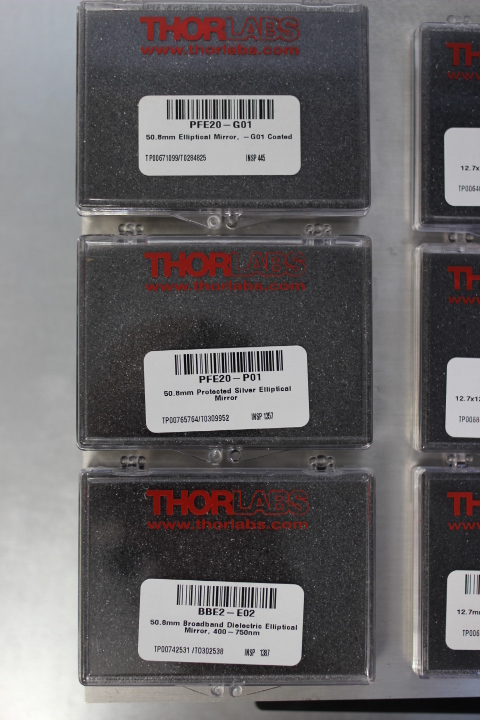 THORLABS
www.thorlabs.com
PFE20-G01
50.8mm Elliptical Mirror, -G01 Coated
TP00671099/T0284825 INSP 445
THORLABS
www.thorlabs.com
PFE20-P01
50.8mm Protected Silver Elliptical
Mirror
TP00765764/T0309952 INSP 1357
THORLABS
www.thorlabs.com
BBE2-E02
50.8mm Broadband Dielectric Elliptical
Mirror, 400-750nm
TP00742531/T0302538 INSP 1387